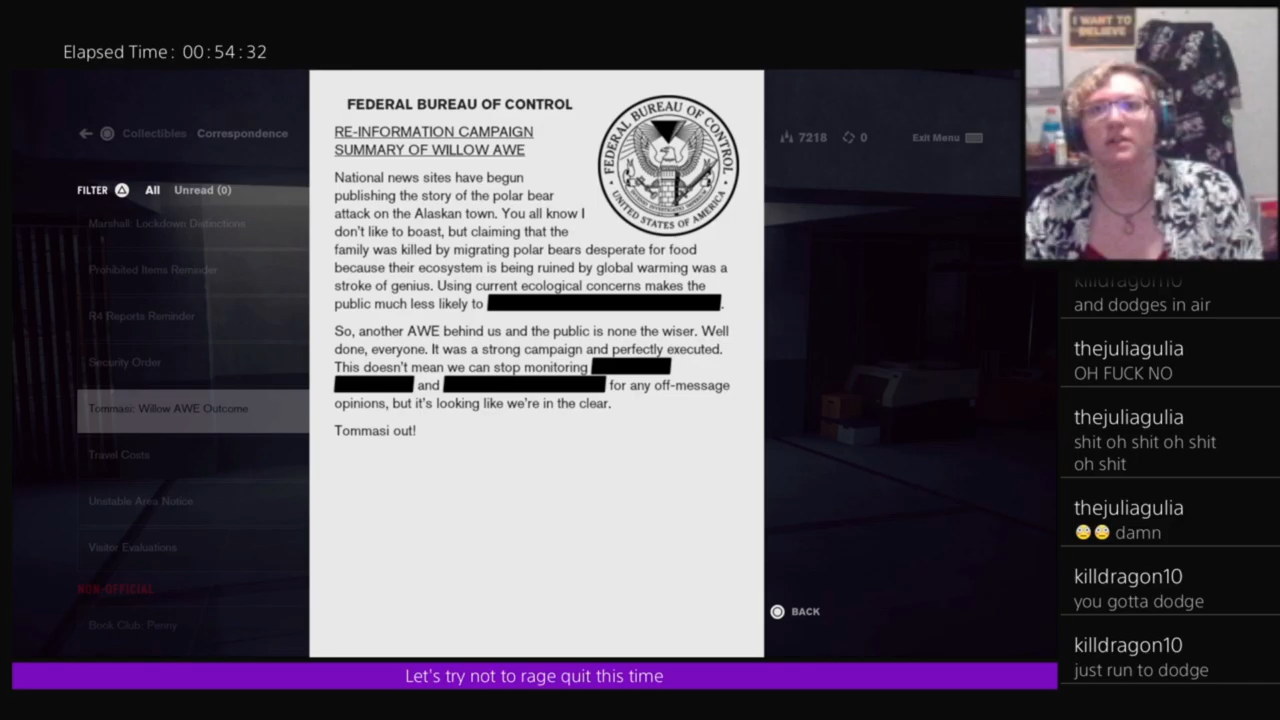 Elapsed Time: 00:54:32
I WANT TO
BELIEVE
Collectibles Correspondence
7218
0
Exit Menu
FILTER All Unread (0)
Marshall: Lockdown Distinctions
Prohibited Items Reminder
R4 Reports Reminder
Security Order
Tommasi: Willow AWE Outcome
Travel Costs
Unstable Area Notice
Visitor Evaluations
NON-OFFICIAL
Book Club: Penny
FEDERAL BUREAU OF CONTROL
RE-INFORMATION CAMPAIGN
SUMMARY OF WILLOW AWE
FEDERAL BUREAU OF CONTROL
UNITED STATES OF AMERICA
National news sites have begun
publishing the story of the polar bear
attack on the Alaskan town. You all know I
don't like to boast, but claiming that the
family was killed by migrating polar bears desperate for food
because their ecosystem is being ruined by global warming was a
stroke of genius. Using current ecological concerns makes the
public much less likely to .
So, another AWE behind us and the public is none the wiser. Well
done, everyone. It was a strong campaign and perfectly executed.
This doesn't mean we can stop monitoring
and for any off-message
opinions, but it's looking like we're in the clear.
Tommasi out!
BACK
killdragon10
and dodges in air
thejuliagulia
OH FUCK NO
thejuliagulia
shit oh shit oh shit
oh shit
thejuliagulia
🙄🙄 damn
killdragon10
you gotta dodge
killdragon10
just run to dodge
Let's try not to rage quit this time